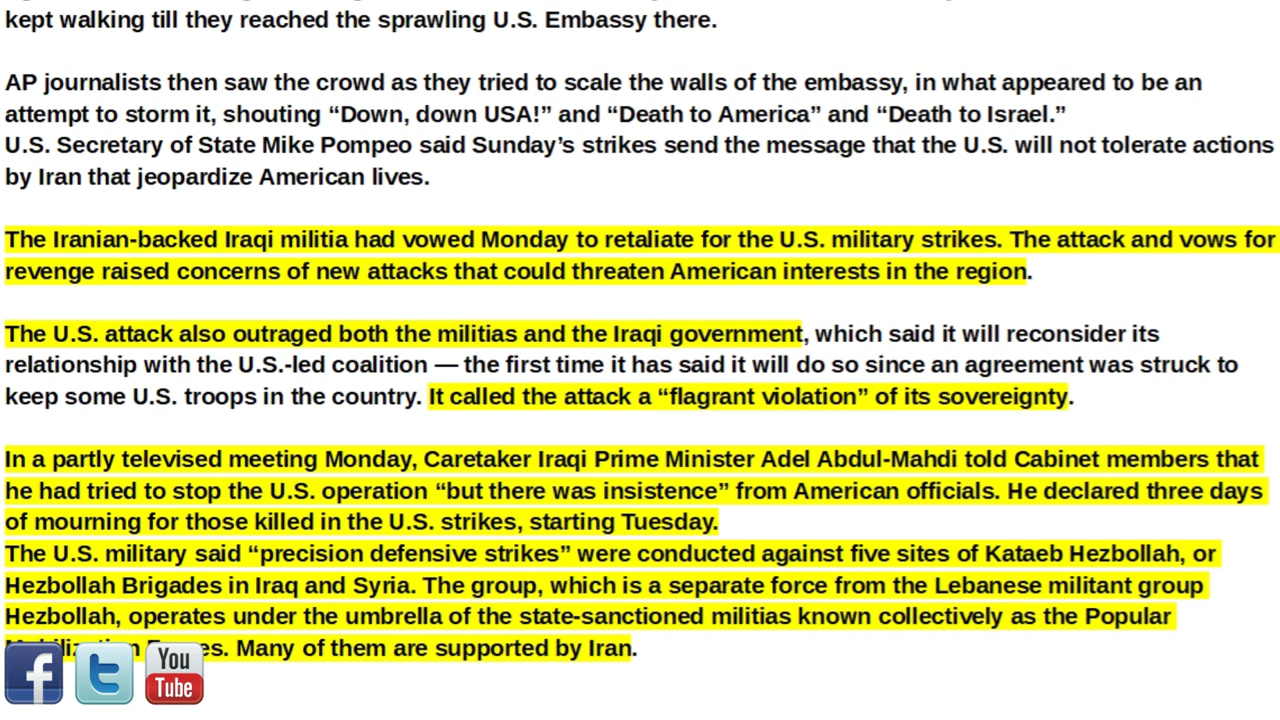 kept walking till they reached the sprawling U.S. Embassy there.
AP journalists then saw the crowd as they tried to scale the walls of the embassy, in what appeared to be an
attempt to storm it, shouting “Down, down USA!” and “Death to America” and “Death to Israel.”
U.S. Secretary of State Mike Pompeo said Sunday’s strikes send the message that the U.S. will not tolerate actions
by Iran that jeopardize American lives.
The Iranian-backed Iraqi militia had vowed Monday to retaliate for the U.S. military strikes. The attack and vows for
revenge raised concerns of new attacks that could threaten American interests in the region.
The U.S. attack also outraged both the militias and the Iraqi government, which said it will reconsider its
relationship with the U.S.-led coalition — the first time it has said it will do so since an agreement was struck to
keep some U.S. troops in the country. It called the attack a “flagrant violation” of its sovereignty.
In a partly televised meeting Monday, Caretaker Iraqi Prime Minister Adel Abdul-Mahdi told Cabinet members that
he had tried to stop the U.S. operation “but there was insistence” from American officials. He declared three days
of mourning for those killed in the U.S. strikes, starting Tuesday.
The U.S. military said “precision defensive strikes” were conducted against five sites of Kataeb Hezbollah, or
Hezbollah Brigades in Iraq and Syria. The group, which is a separate force from the Lebanese militant group
Hezbollah, operates under the umbrella of the state-sanctioned militias known collectively as the Popular
Many of them are supported by Iran.
You
Tube